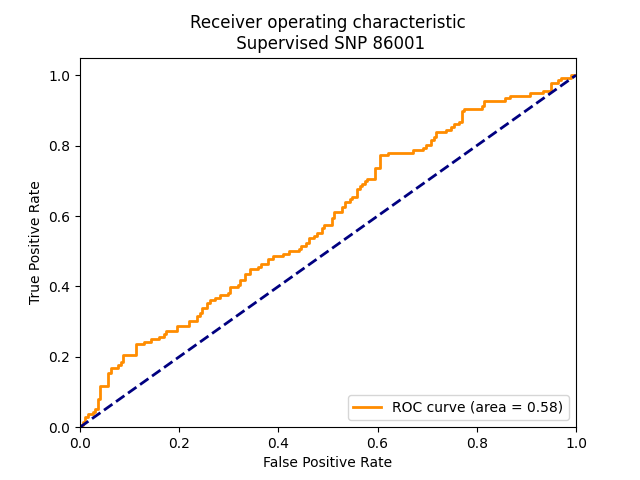 Receiver operating characteristic
Supervised SNP 86001
True Positive Rate
1.0
0.8
0.6
0.4
0.2
0.0
0.0 0.2 0.4 0.6 0.8 1.0
False Positive Rate
ROC curve (area = 0.58)